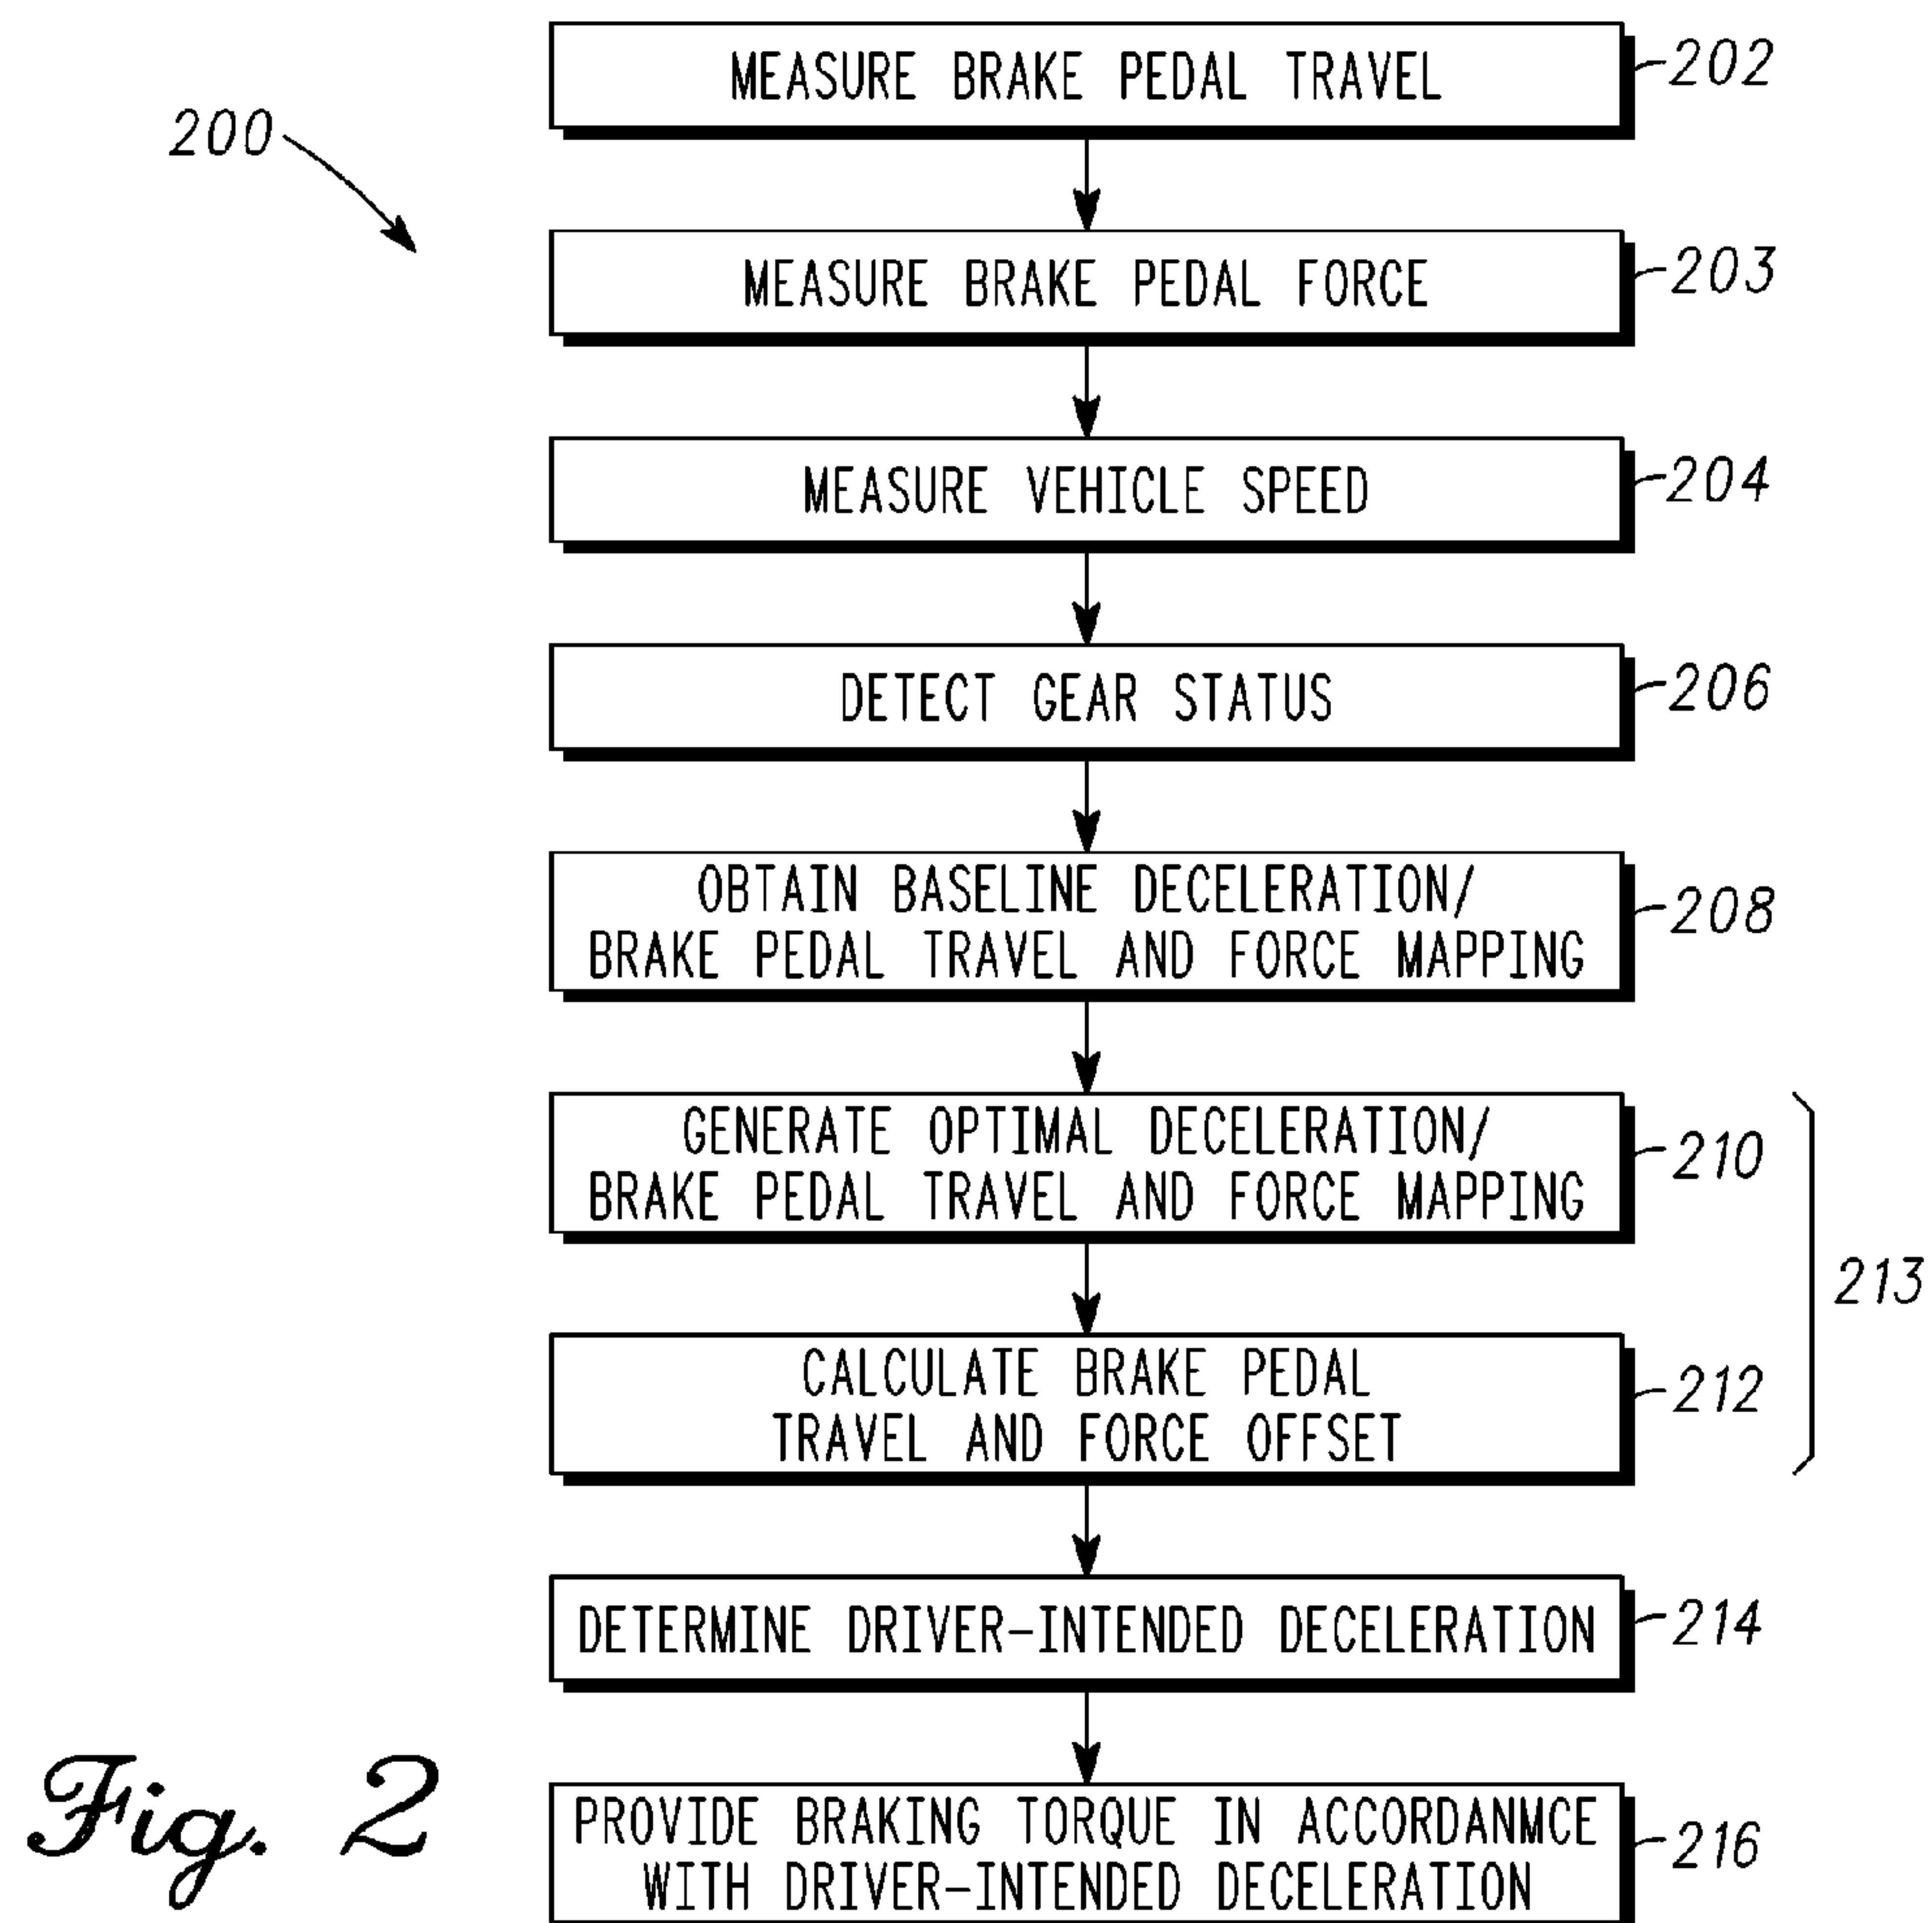 MEASURE BRAKE PEDAL TRAVEL
202
200
MEASURE BRAKE PEDAL FORCE
203
MEASURE VEHICLE SPEED
204
DETECT GEAR STATUS
206
OBTAIN BASELINE DECELERATION/
BRAKE PEDAL TRAVEL AND FORCE MAPPING
208
GENERATE OPTIMAL DECELERATION/
BRAKE PEDAL TRAVEL AND FORCE MAPPING
210
213
CALCULATE BRAKE PEDAL
TRAVEL AND FORCE OFFSET
212
DETERMINE DRIVER-INTENDED DECELERATION
214
PROVIDE BRAKING TORQUE IN ACCORDANMCE
WITH DRIVER-INTENDED DECELERATION
216
Fig. 2